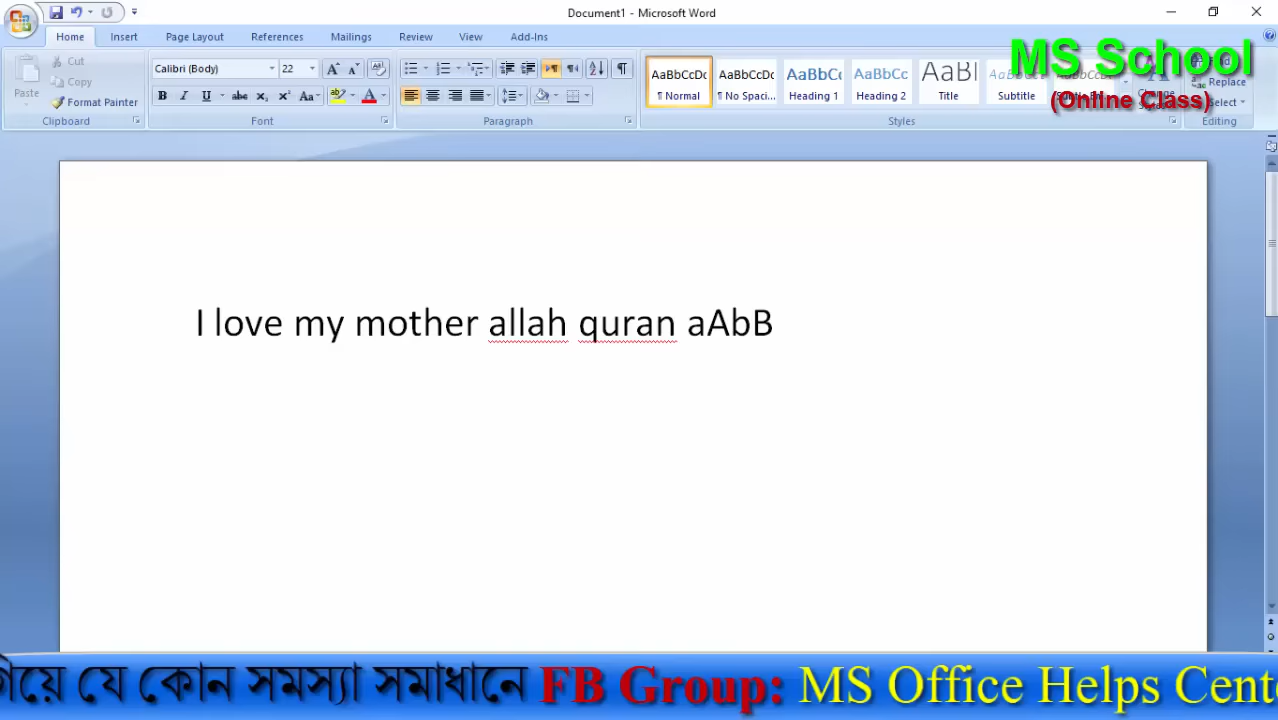 Document1 - Microsoft Word
Home Insert Page Layout References Mailings Review View Add-Ins
MS School
(Online Class)
Paste
Cut
Copy
Format Painter
Clipboard
Calibri (Body) 22
Font
Paragraph
AaBbCcDc AaBbCcDc AaBbC AaBbCc AaB
¶ Normal ¶ No Spaci... Heading 1 Heading 2 Title Subtitle
Styles
Replace
Select
Editing
I love my mother allah quran aAbB
যে কোন সমস্যা সমাধানে FB Group: MS Office Helps